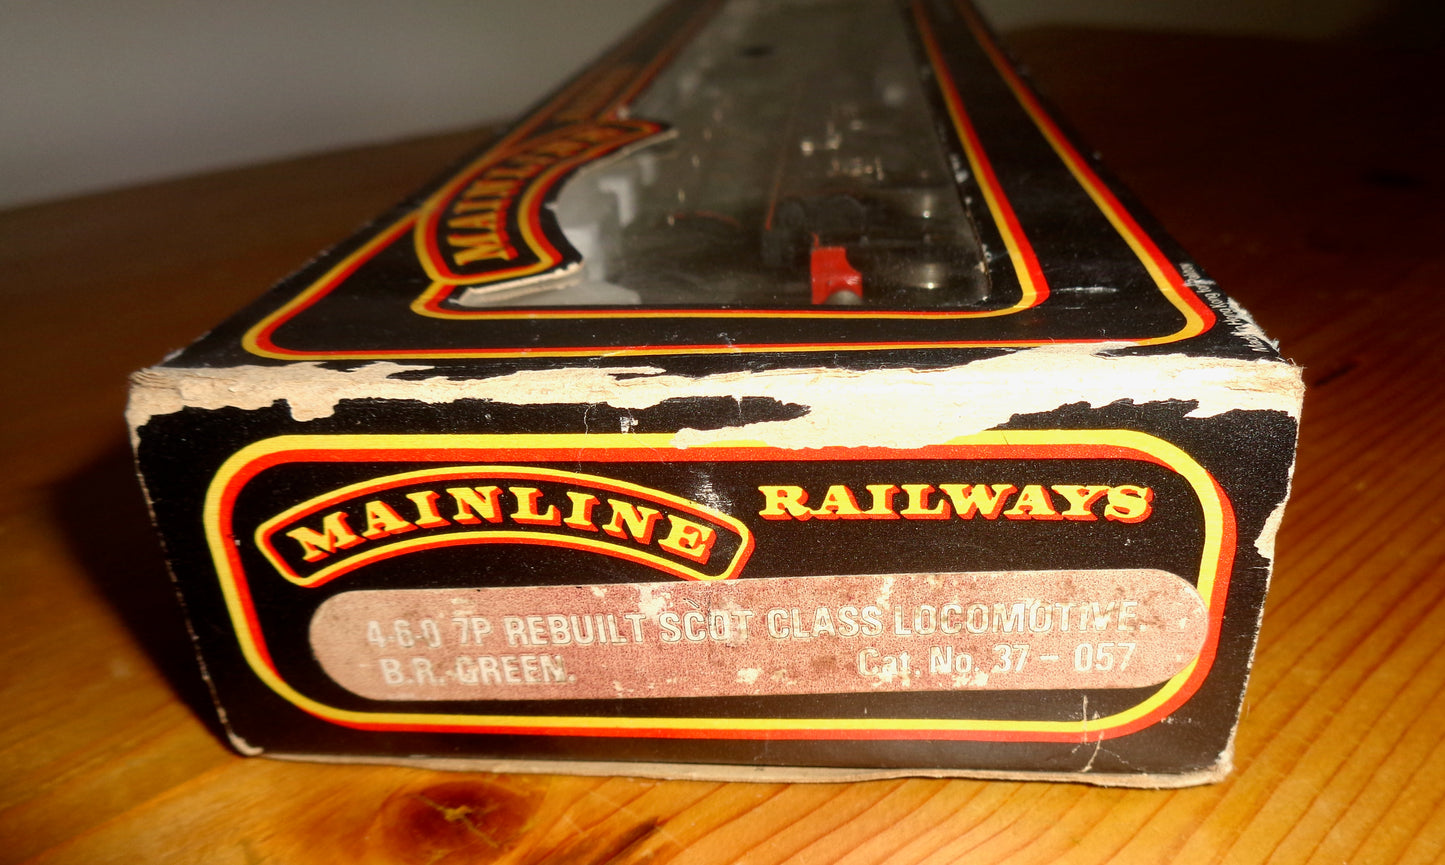 MAINLINE
MAINLINE RAILWAYS
4-6-0 7P REBUILT SCOT CLASS LOCOMOTIVE.
B.R. GREEN. Cat. No. 37-057